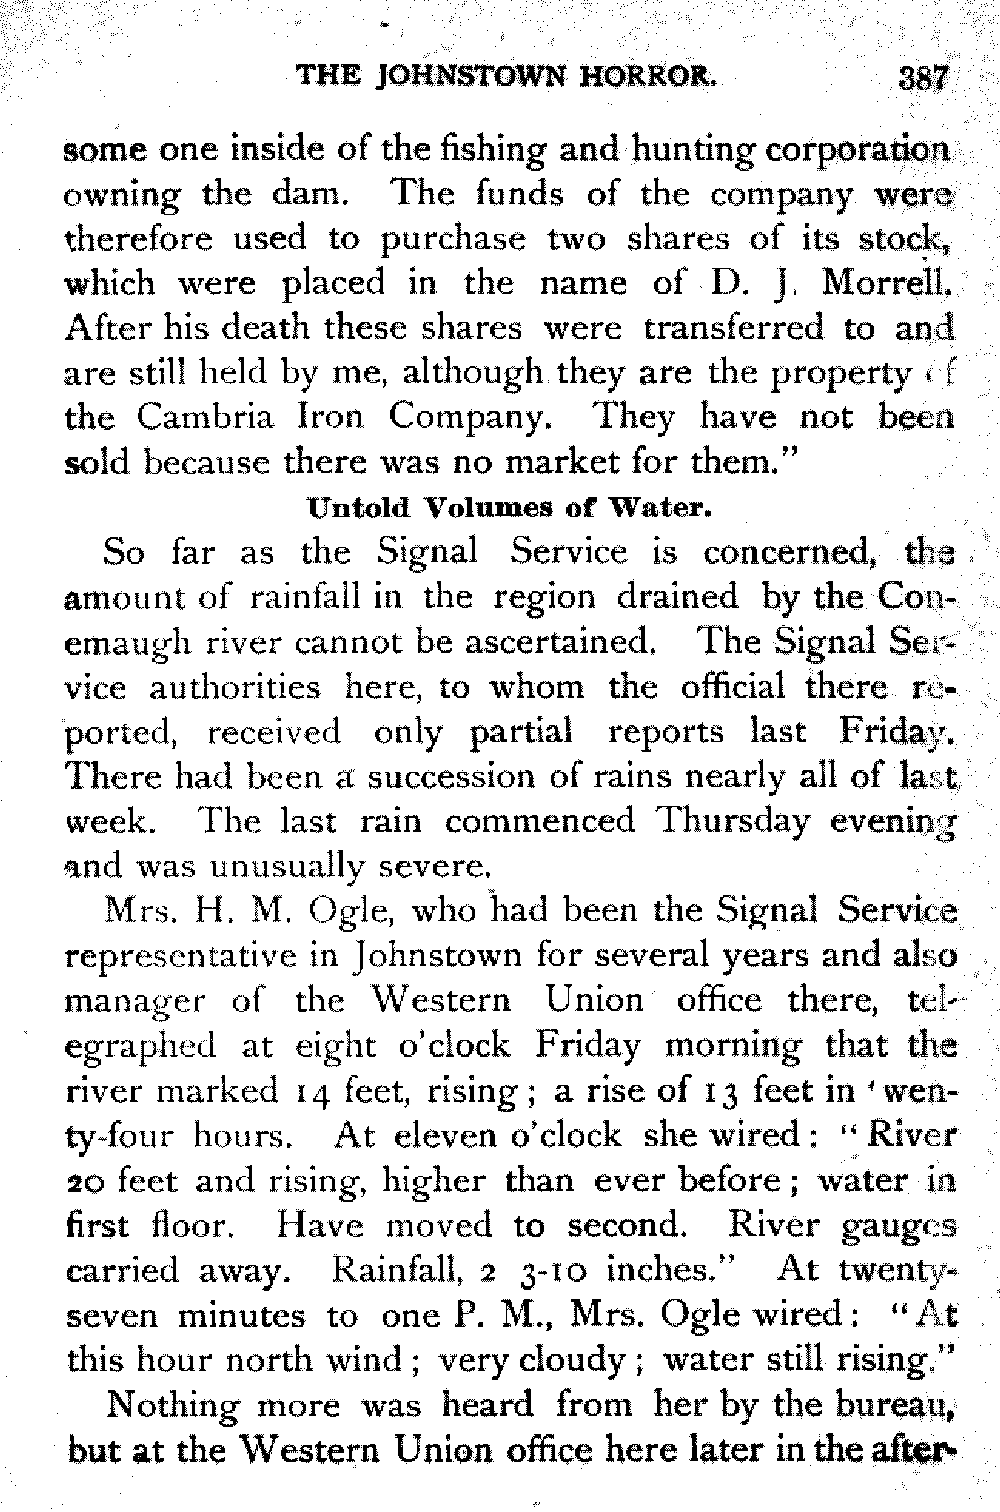 THE JOHNSTOWN HORROR. 387
some one inside of the fishing and hunting corporation
owning the dam. The funds of the company were
therefore used to purchase two shares of its stock,
which were placed in the name of D. J. Morrell.
After his death these shares were transferred to and
are still held by me, although they are the property of
the Cambria Iron Company. They have not been
sold because there was no market for them."
Untold Volumes of Water.
So far as the Signal Service is concerned, the
amount of rainfall in the region drained by the Con-
emaugh river cannot be ascertained. The Signal Ser-
vice authorities here, to whom the official there re-
ported, received only partial reports last Friday.
There had been a succession of rains nearly all of last
week. The last rain commenced Thursday evening
and was unusually severe.
Mrs. H. M. Ogle, who had been the Signal Service
representative in Johnstown for several years and also
manager of the Western Union office there, tel-
egraphed at eight o'clock Friday morning that the
river marked 14 feet, rising; a rise of 13 feet in twen-
ty-four hours. At eleven o'clock she wired: "River
20 feet and rising, higher than ever before; water in
first floor. Have moved to second. River gauges
carried away. Rainfall, 2 3-10 inches." At twenty-
seven minutes to one P. M., Mrs. Ogle wired: "At
this hour north wind; very cloudy; water still rising."
Nothing more was heard from her by the bureau,
but at the Western Union office here later in the after-